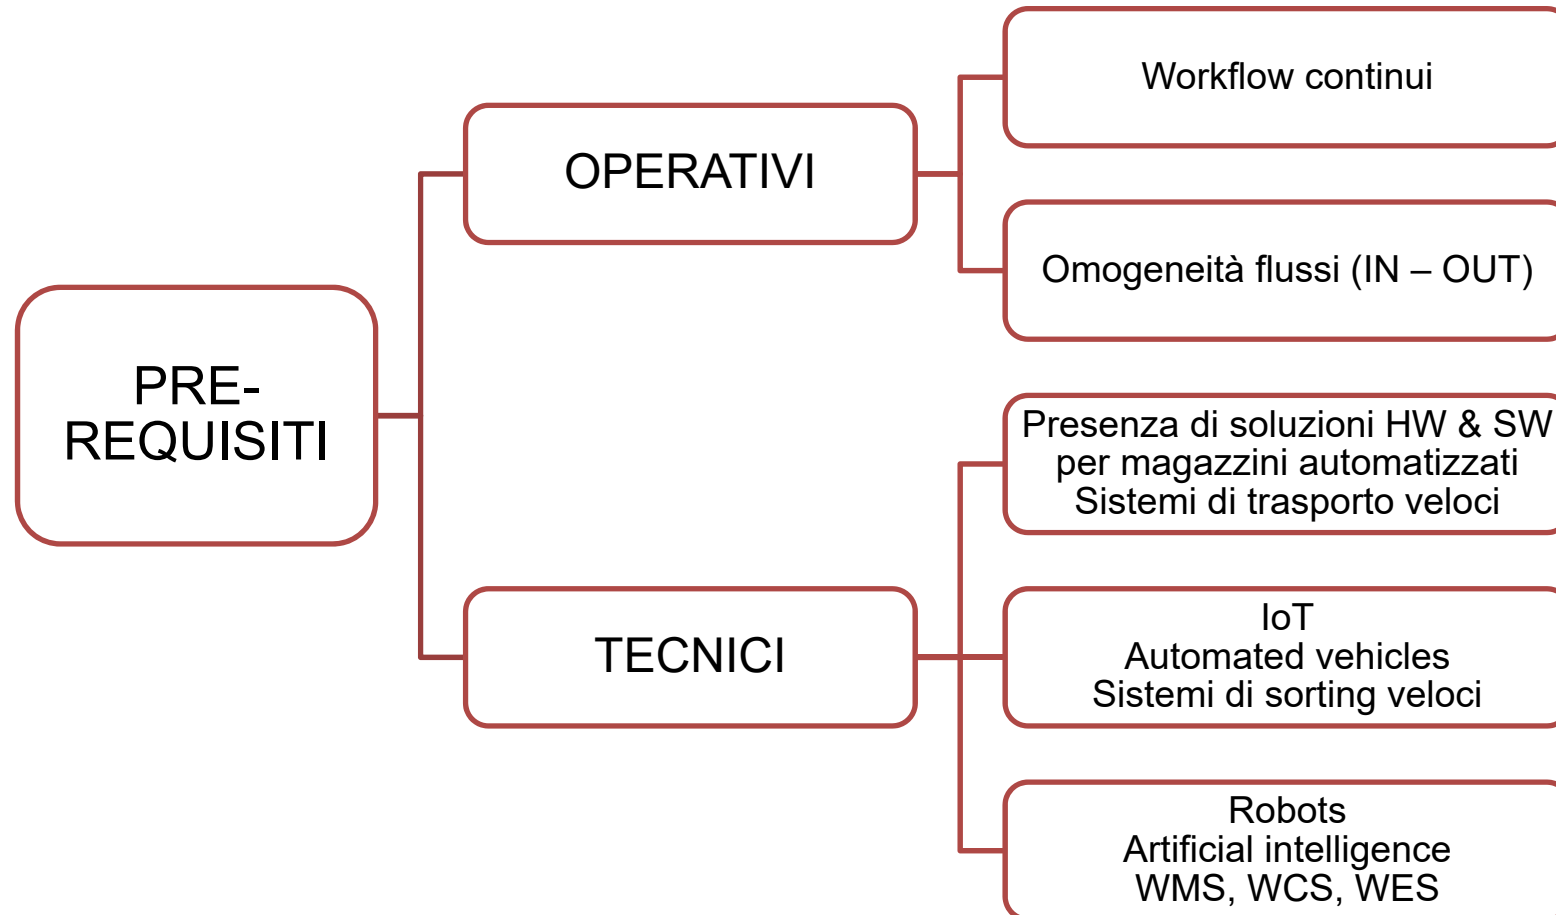 PRE-
REQUISITI
OPERATIVI
Workflow continui
Omogeneità flussi (IN – OUT)
TECNICI
Presenza di soluzioni HW & SW
per magazzini automatizzati
Sistemi di trasporto veloci
IoT
Automated vehicles
Sistemi di sorting veloci
Robots
Artificial intelligence
WMS, WCS, WES